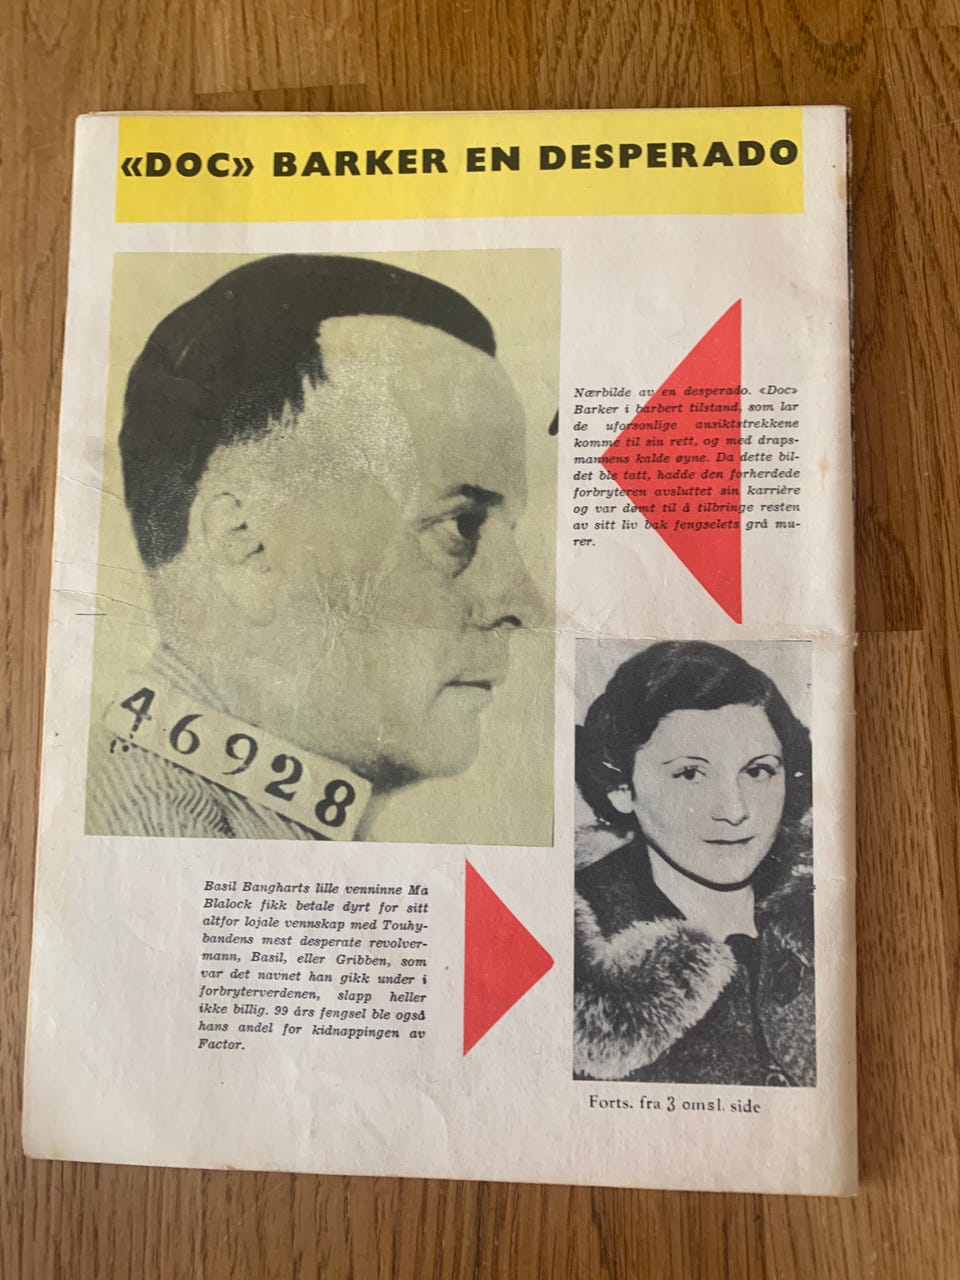 «DOC» BARKER EN DESPERADO
Nærbilde av en desperado. «Doc»
Barker i barbert tilstand, som lar
de uforsonlige ansiktstrekkene
komme til sin rett, og med draps-
mannens kalde øyne. Da dette bil-
det ble tatt, hadde den forherdede
forbryteren avsluttet sin karrière
og var dømt til å tilbringe resten
av sitt liv bak fengselets grå mu-
rer.
46928
Basil Bangharts lille venninne Ma
Blalock fikk betale dyrt for sitt
altfor lojale vennskap med Touhy-
bandens mest desperate revolver-
mann, Basil, eller Gribben, som
var det navnet han gikk under i
forbryterverdenen, slapp heller
ikke billig. 99 års fengsel ble også
hans andel for kidnappingen av
Factor.
Forts. fra 3 omsl. side